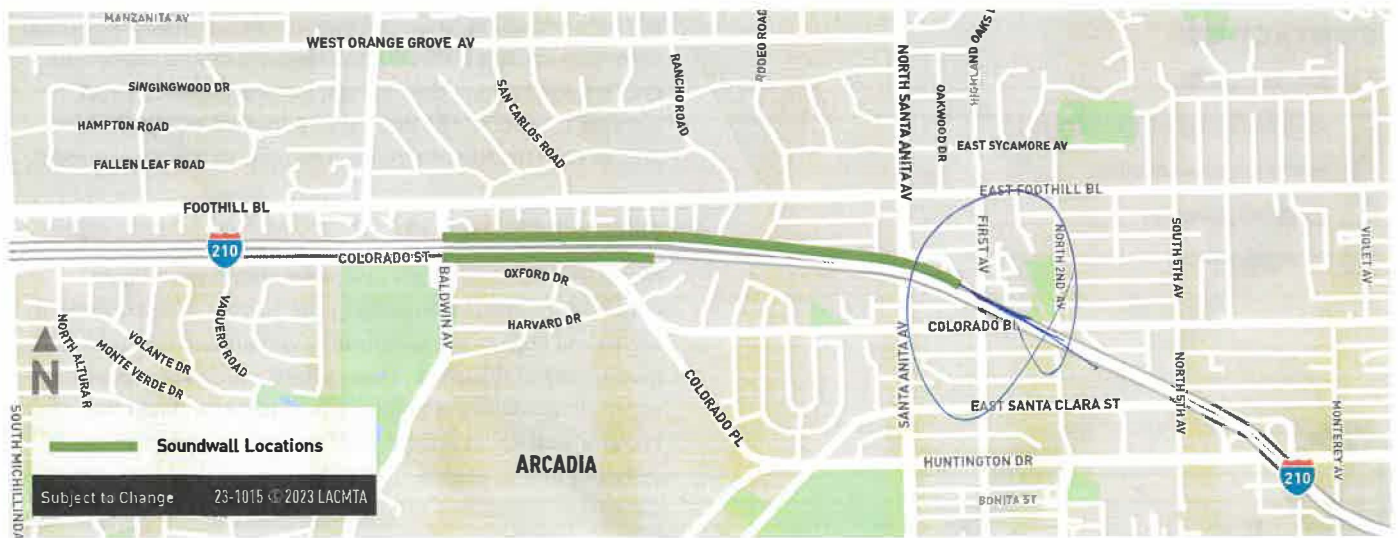 MANZANITA AV
WEST ORANGE GROVE AV
RODEO ROAD
HIGHLAND OAKS
SINGINGWOOD DR
SAN CARLOS ROAD
RANCHO ROAD
NORTH SANTA ANITA AV
OAKWOOD DR
HAMPTON ROAD
EAST SYCAMORE AV
FALLEN LEAF ROAD
EAST FOOTHILL BL
FOOTHILL BL
210
COLORADO ST
OXFORD DR
FIRST AV
NORTH 2ND AV
SOUTH 5TH AV
VIOLET AV
BALDWIN AV
HARVARD DR
VAQUERO ROAD
COLORADO BL
SANTA ANITA AV
NORTH ALTURA R
VOLANTE DR
MONTE VERDE DR
N
COLORADO PL
EAST SANTA CLARA ST
NORTH 5TH AV
MONTEREY AV
SOUTH MICHILLINDA
Soundwall Locations
ARCADIA
HUNTINGTON DR
210
Subject to Change 23-1015 © 2023 LACMTA
BONITA ST